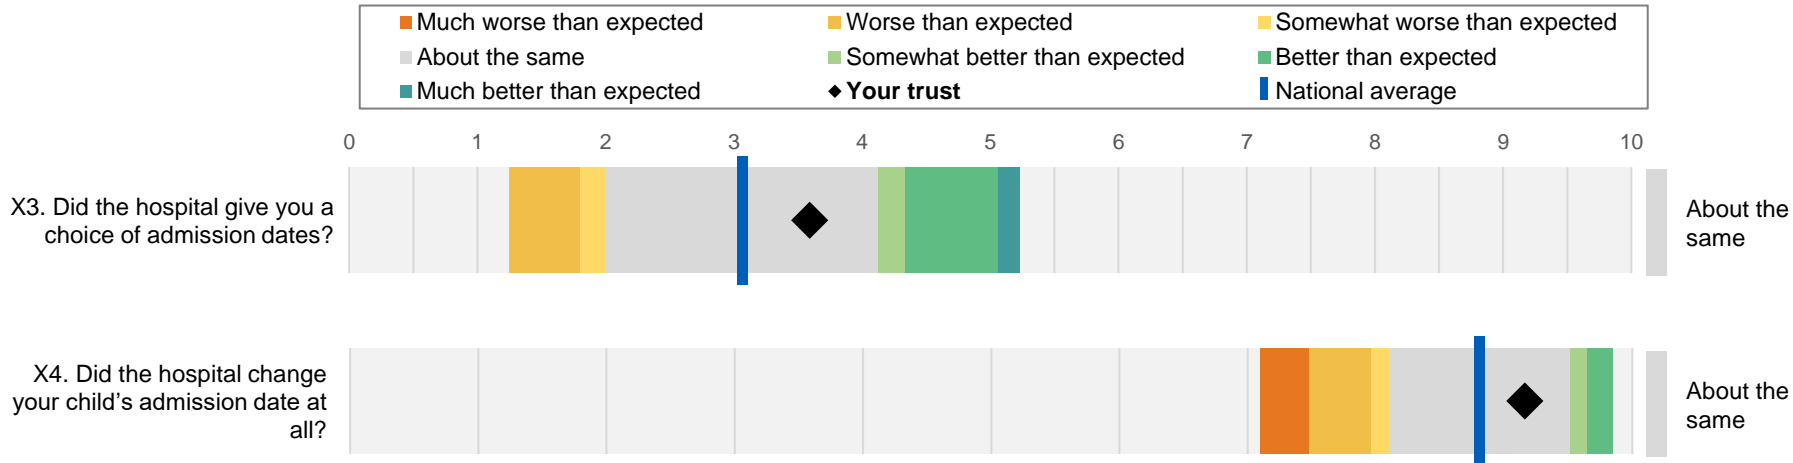 Much worse than expected
Worse than expected
Somewhat worse than expected
About the same
Somewhat better than expected
Better than expected
Much better than expected
Your trust
National average
0 1 2 3 4 5 6 7 8 9 10
X3. Did the hospital give you a
choice of admission dates?
About the
same
X4. Did the hospital change
your child’s admission date at
all?
About the
same